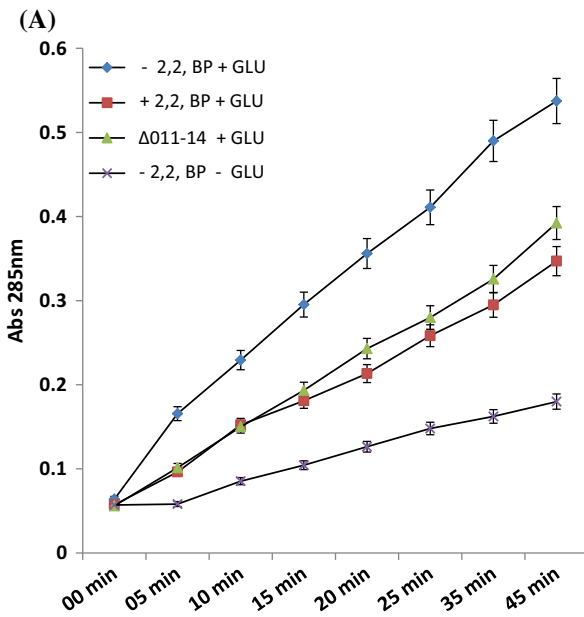 (A)
0.6
0.5
0.4
0.3
0.2
0.1
0
Abs 285nm
- 2,2, BP + GLU
+ 2,2, BP + GLU
Δ011-14 + GLU
- 2,2, BP - GLU
00 min
05 min
10 min
15 min
20 min
25 min
35 min
45 min